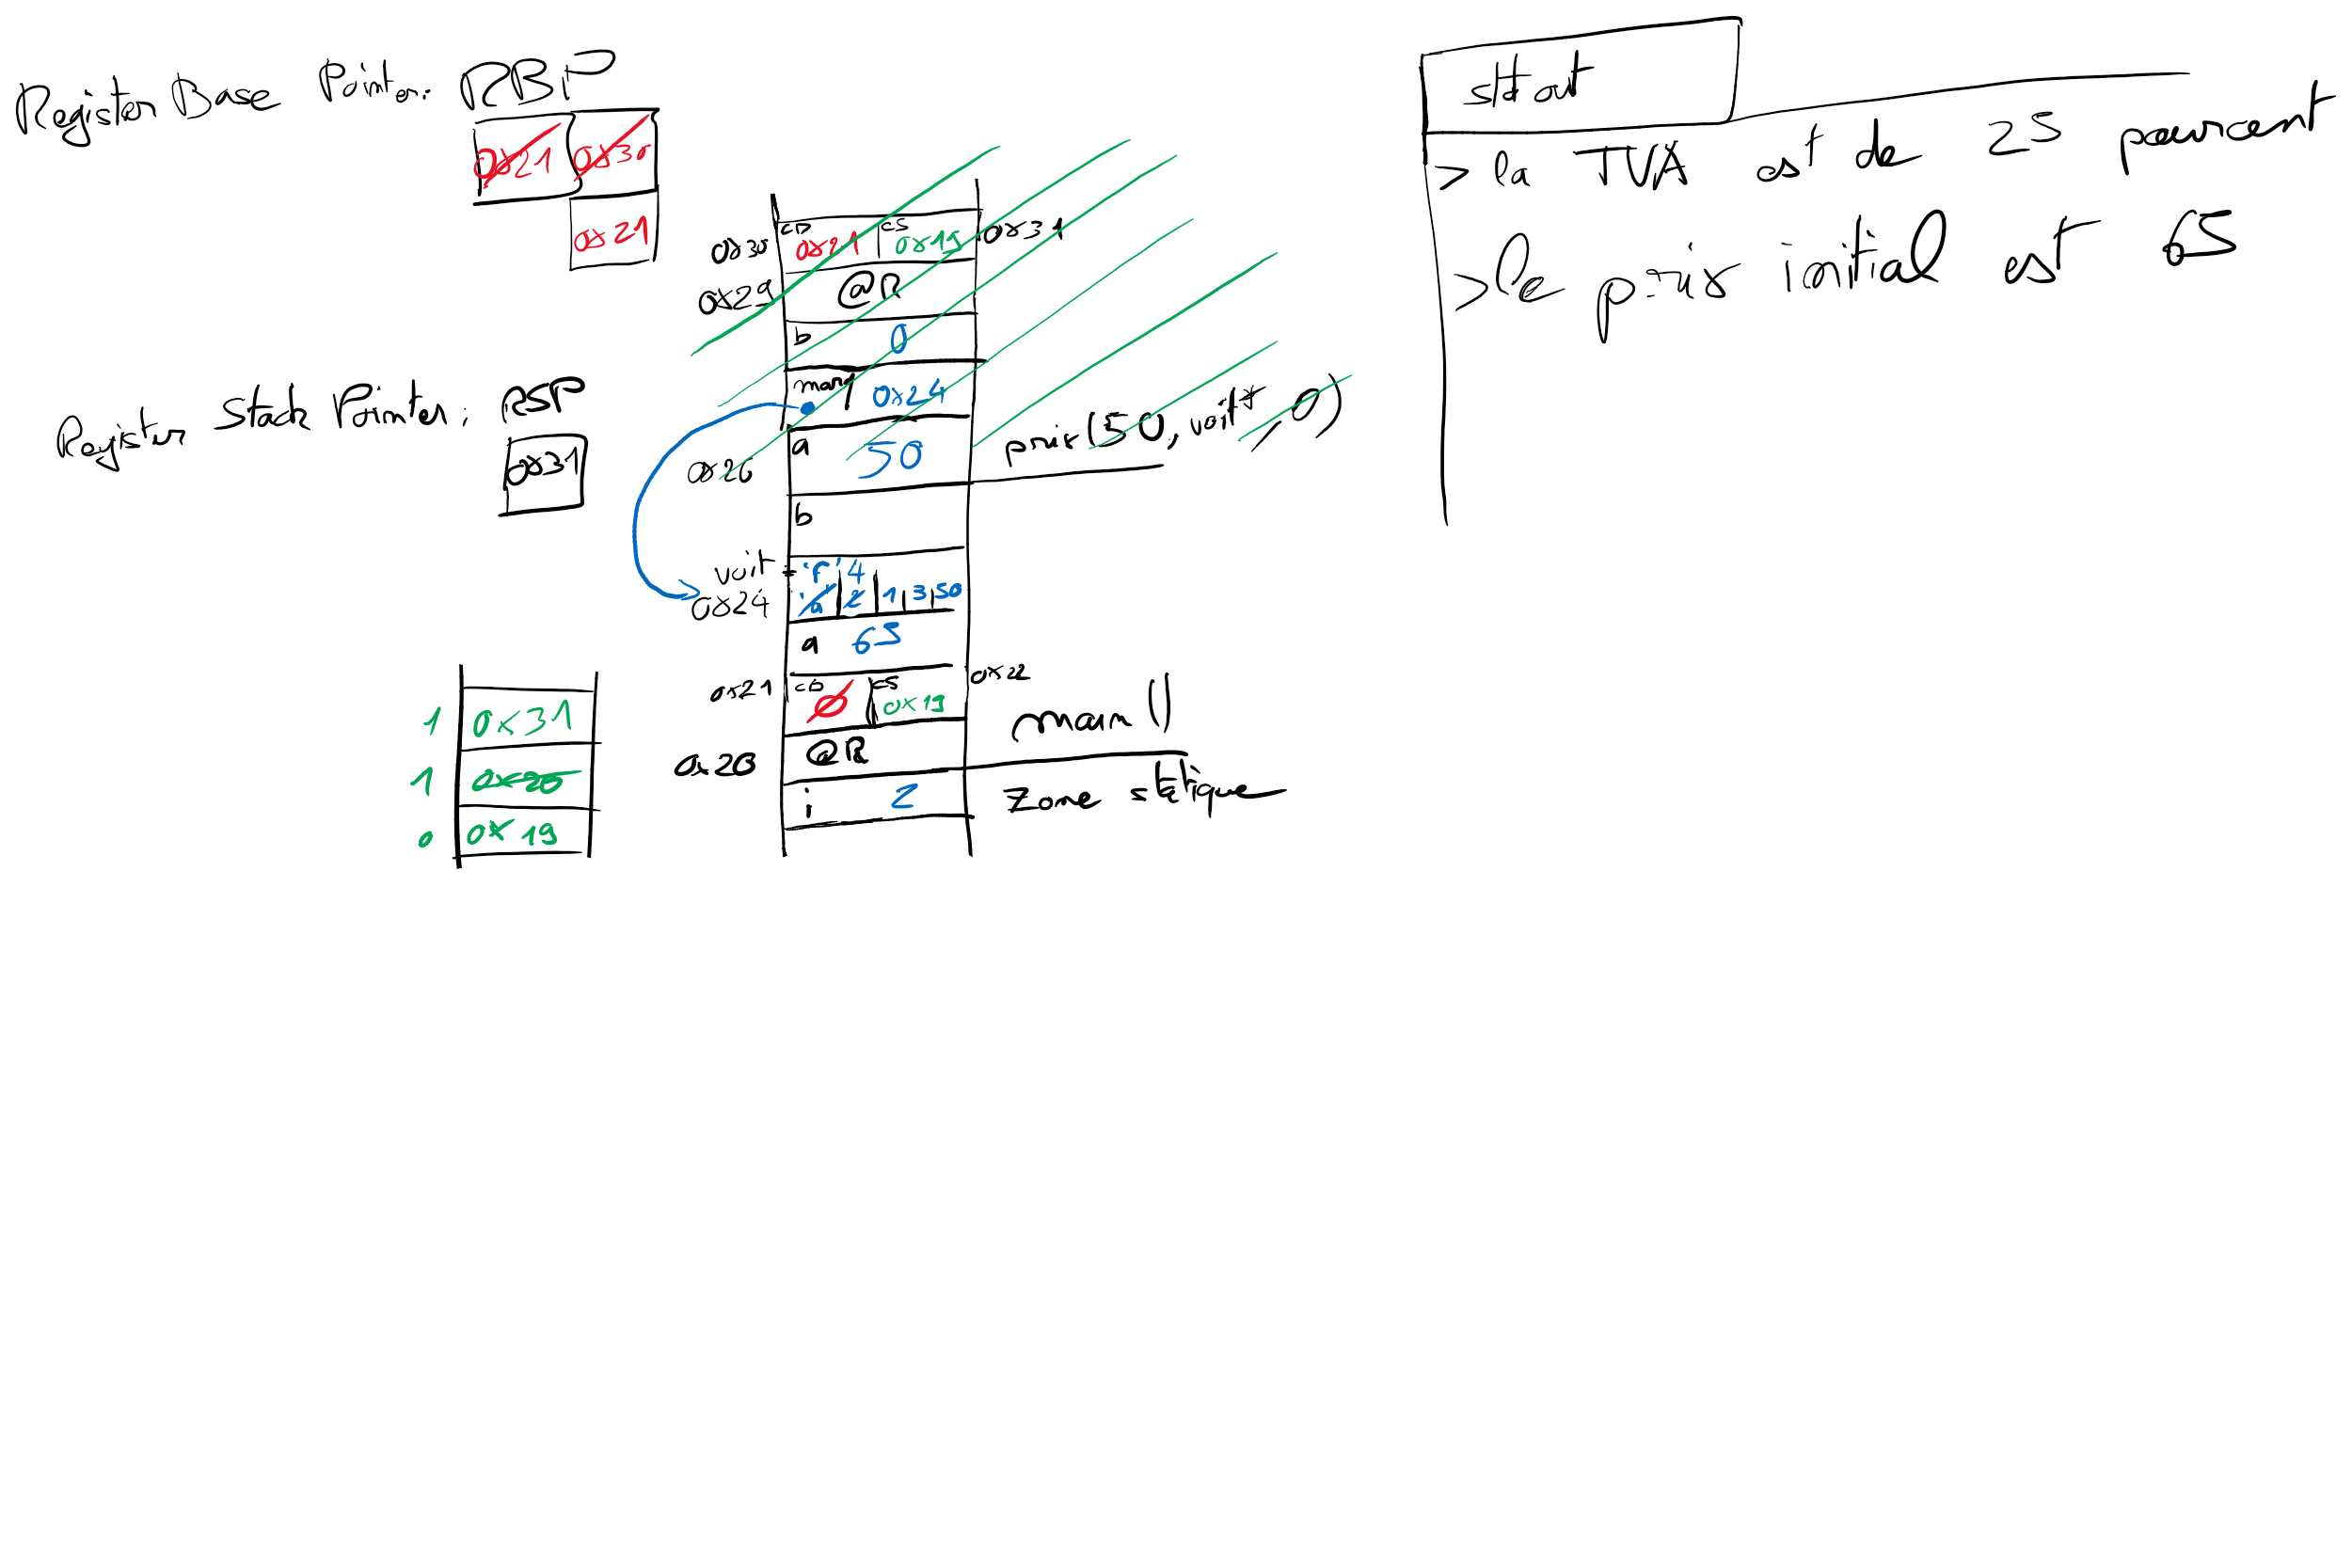 Register Base Pointer: RBP
0x21 0x30
0x21
Register Stack Pointer: RSP
0x31
stdout
> la TVA est de 25 pourcent
> le prix initial est 65
0x30 CD 0x21 CS 0x19 0x31
0x29 @R
b 0
marq 0x24
a 50
0x26
prix(50, voit*, 0)
b
voit = 'r' 4
0x24 'a' 2 1 3 50
a 65
0x21 CD 0 CS 0x19 0x22
main()
0x20 @R
i 2
zone statique
1 0x31
1 0x20
0 0x19